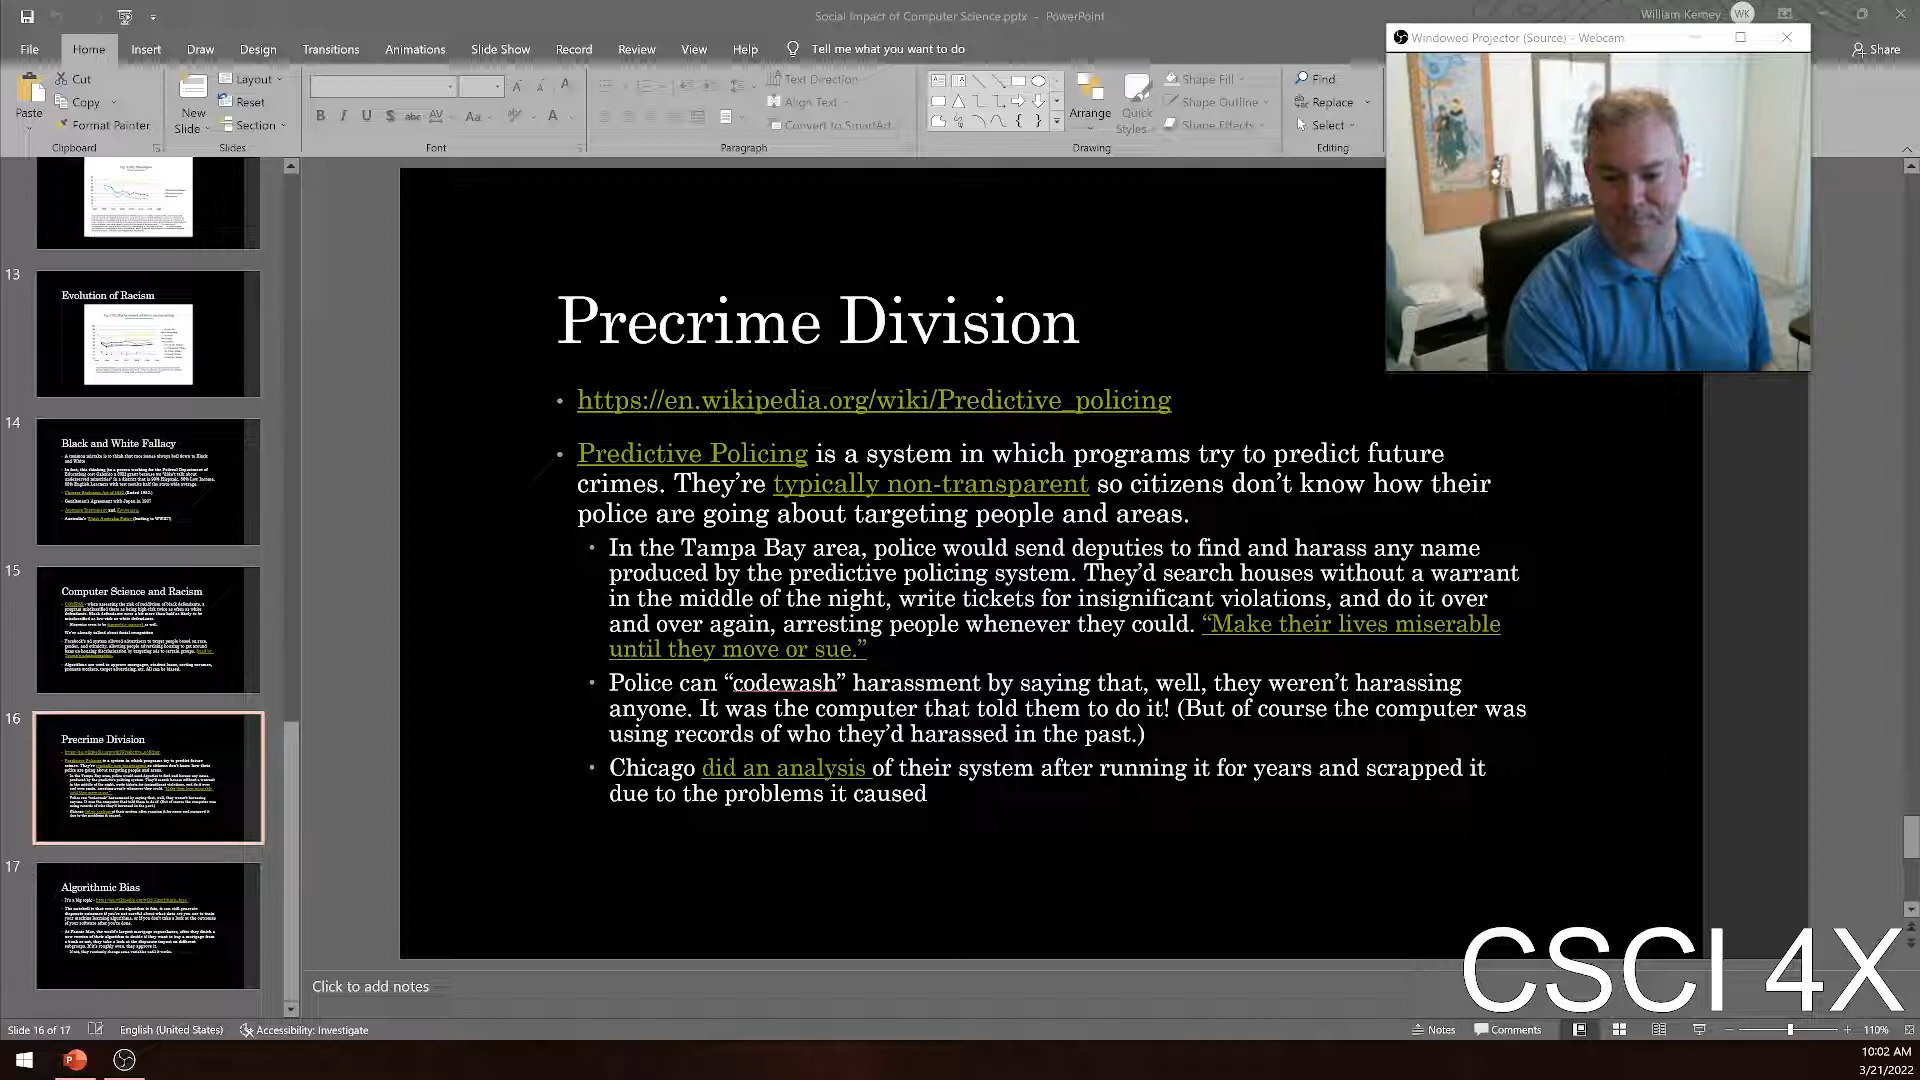 Social Impact of Computer Science.pptx - PowerPoint
William Kerney WK
File Home Insert Draw Design Transitions Animations Slide Show Record Review View Help Tell me what you want to do
Share
Windowed Projector (Source) - Webcam
Paste
Cut
Copy
Format Painter
Clipboard
New
Slide
Layout
Reset
Section
Slides
B I U S abc AV Aa A
Font
Text Direction
Align Text
Convert to SmartArt
Paragraph
Arrange
Quick
Styles
Shape Fill
Shape Outline
Shape Effects
Drawing
Find
Replace
Select
Editing
13
Evolution of Racism
14
Black and White Fallacy
15
Computer Science and Racism
16
Precrime Division
17
Algorithmic Bias
Precrime Division
• https://en.wikipedia.org/wiki/Predictive_policing
• Predictive Policing is a system in which programs try to predict future
crimes. They’re typically non-transparent so citizens don’t know how their
police are going about targeting people and areas.
• In the Tampa Bay area, police would send deputies to find and harass any name
produced by the predictive policing system. They’d search houses without a warrant
in the middle of the night, write tickets for insignificant violations, and do it over
and over again, arresting people whenever they could. “Make their lives miserable
until they move or sue.”
• Police can “codewash” harassment by saying that, well, they weren’t harassing
anyone. It was the computer that told them to do it! (But of course the computer was
using records of who they’d harassed in the past.)
• Chicago did an analysis of their system after running it for years and scrapped it
due to the problems it caused
CSCI 4X
Click to add notes
Slide 16 of 17 English (United States) Accessibility: Investigate
Notes Comments 110%
10:02 AM
3/21/2022